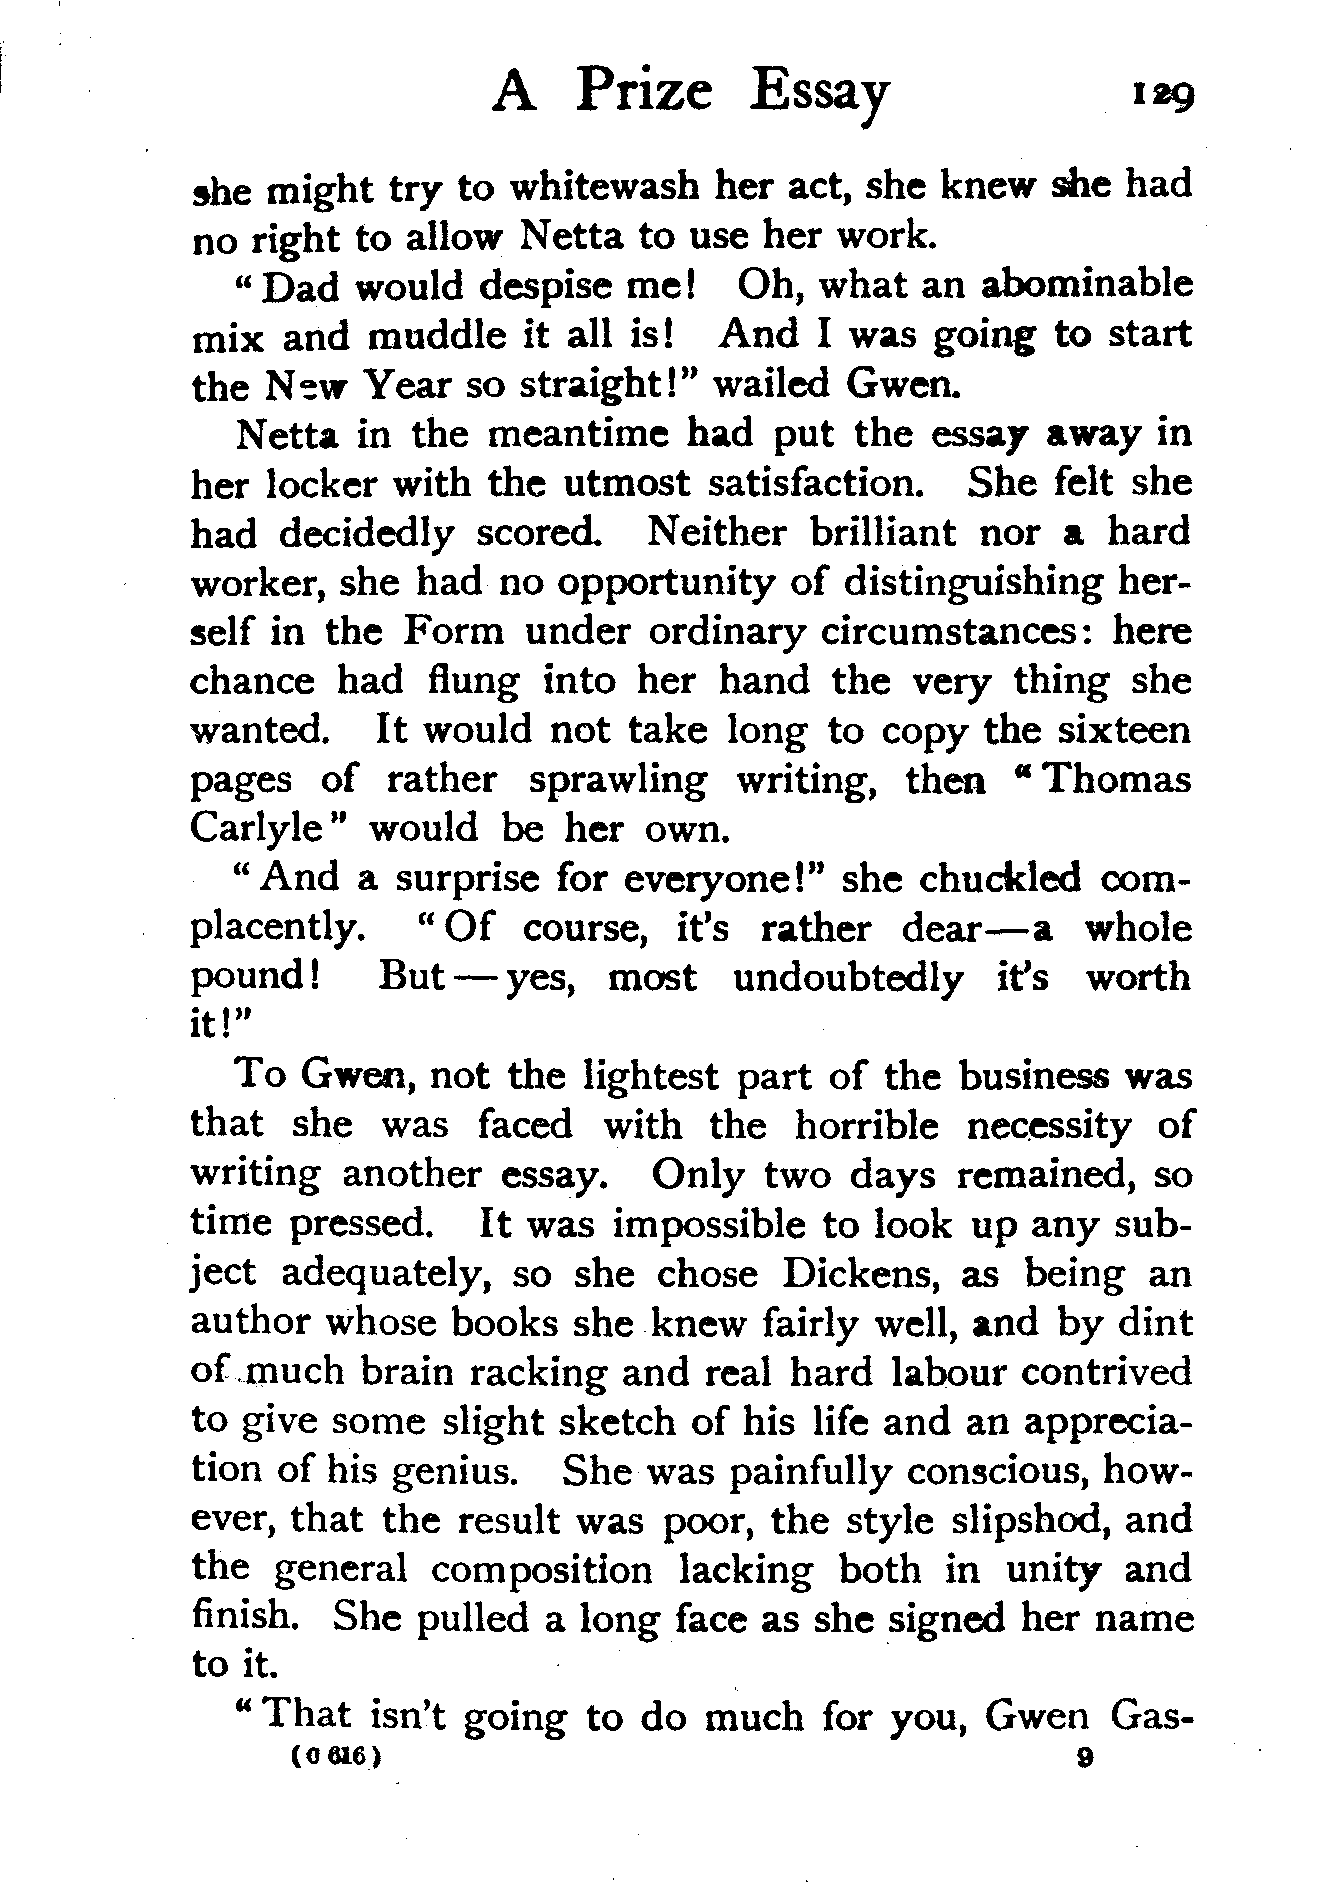 A Prize Essay 129
she might try to whitewash her act, she knew she had
no right to allow Netta to use her work.
“Dad would despise me! Oh, what an abominable
mix and muddle it all is! And I was going to start
the New Year so straight!” wailed Gwen.
Netta in the meantime had put the essay away in
her locker with the utmost satisfaction. She felt she
had decidedly scored. Neither brilliant nor a hard
worker, she had no opportunity of distinguishing her-
self in the Form under ordinary circumstances: here
chance had flung into her hand the very thing she
wanted. It would not take long to copy the sixteen
pages of rather sprawling writing, then “Thomas
Carlyle” would be her own.
“And a surprise for everyone!” she chuckled com-
placently. “Of course, it's rather dear—a whole
pound! But—yes, most undoubtedly it's worth
it!”
To Gwen, not the lightest part of the business was
that she was faced with the horrible necessity of
writing another essay. Only two days remained, so
time pressed. It was impossible to look up any sub-
ject adequately, so she chose Dickens, as being an
author whose books she knew fairly well, and by dint
of much brain racking and real hard labour contrived
to give some slight sketch of his life and an apprecia-
tion of his genius. She was painfully conscious, how-
ever, that the result was poor, the style slipshod, and
the general composition lacking both in unity and
finish. She pulled a long face as she signed her name
to it.
“That isn't going to do much for you, Gwen Gas-
(C 616) 9